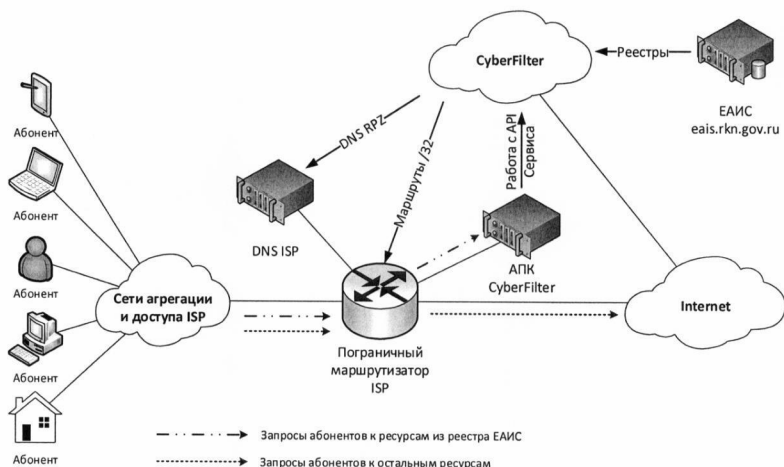 CyberFilter
Реестры
ЕАИС
eais.rkn.gov.ru
DNS RPZ
Маршруты /32
Работа с API
Сервиса
Абонент
Абонент
Абонент
Абонент
Абонент
DNS ISP
АПК
CyberFilter
Сети агрегации
и доступа ISP
Internet
Пограничный
маршрутизатор
ISP
Запросы абонентов к ресурсам из реестра ЕАИС
Запросы абонентов к остальным ресурсам